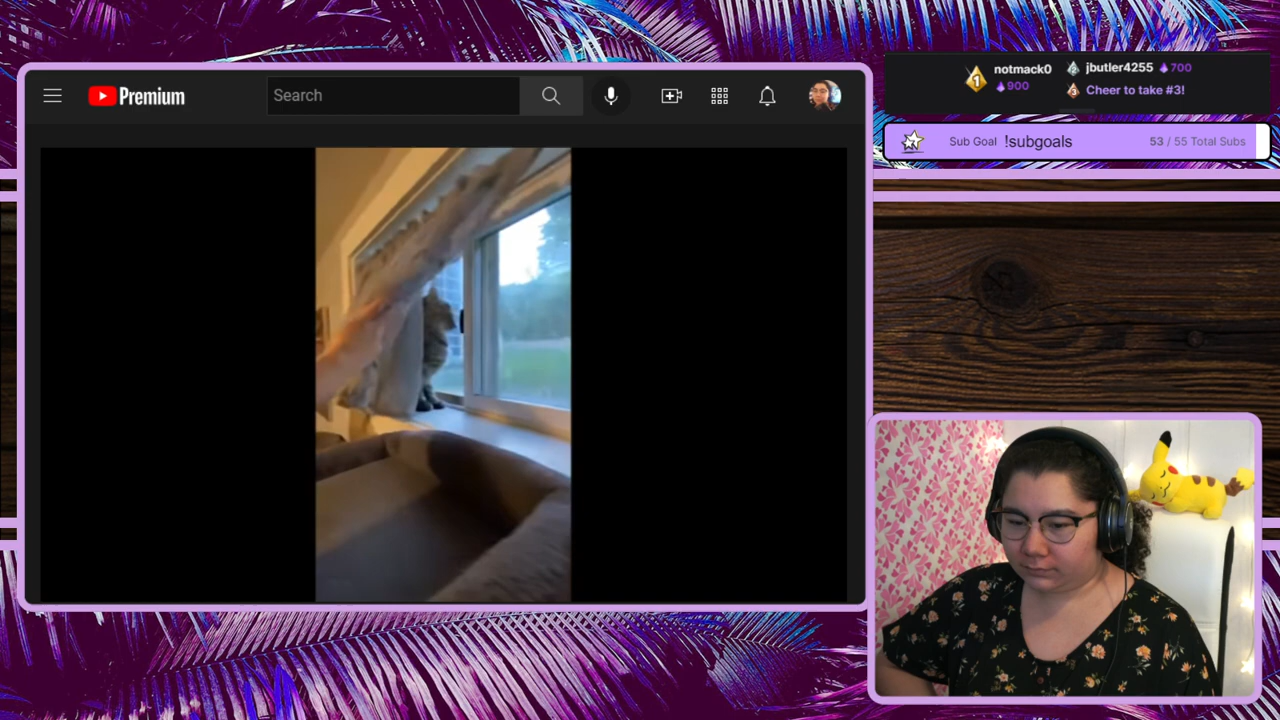 Premium
Search
notmack0
900
jbutler4255 700
Cheer to take #3!
Sub Goal !subgoals 53 / 55 Total Subs